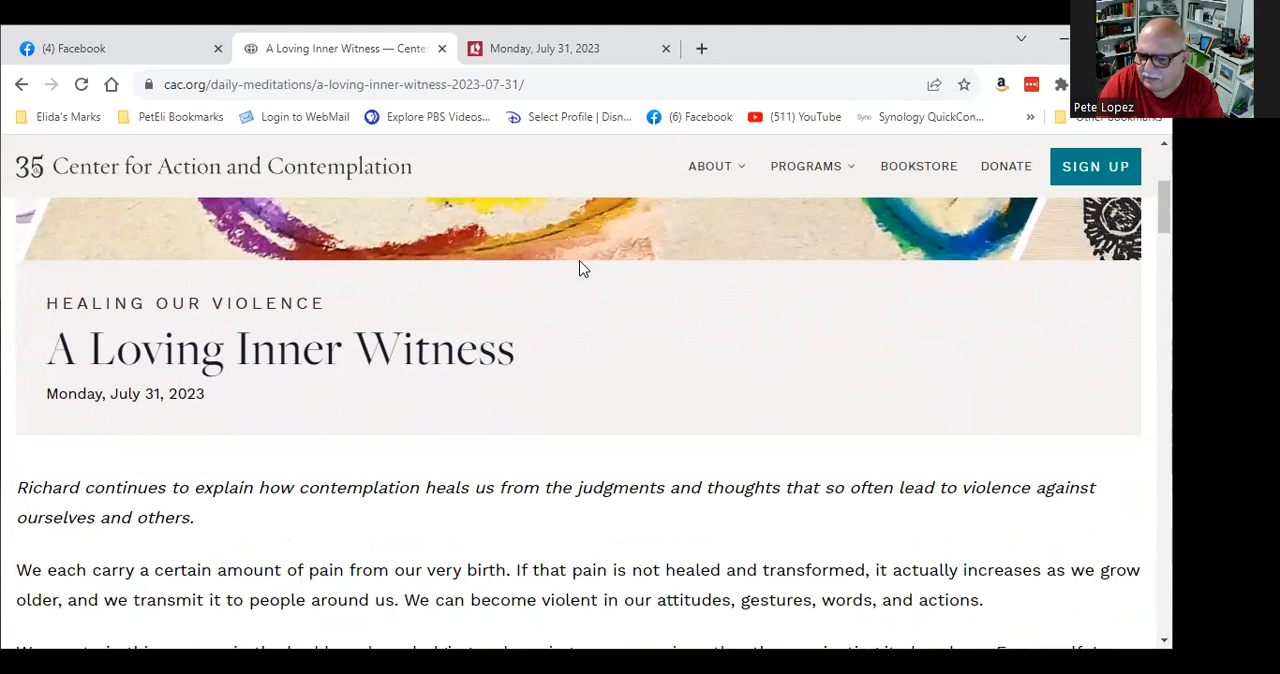 (4) Facebook
A Loving Inner Witness — Cente
Monday, July 31, 2023
cac.org/daily-meditations/a-loving-inner-witness-2023-07-31/
Pete Lopez
Elida's Marks
PetEli Bookmarks
Login to WebMail
Explore PBS Videos...
Select Profile | Disn...
(6) Facebook
(511) YouTube
Sync
Synology QuickCon...
»
Other Bookmarks
35 Center for Action and Contemplation
ABOUT
PROGRAMS
BOOKSTORE
DONATE
SIGN UP
HEALING OUR VIOLENCE
A Loving Inner Witness
Monday, July 31, 2023
Richard continues to explain how contemplation heals us from the judgments and thoughts that so often lead to violence against
ourselves and others.
We each carry a certain amount of pain from our very birth. If that pain is not healed and transformed, it actually increases as we grow
older, and we transmit it to people around us. We can become violent in our attitudes, gestures, words, and actions.